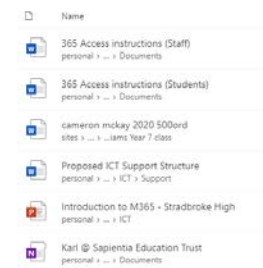 Name
365 Access instructions (Staff)
personal › ... › Documents
365 Access instructions (Students)
personal › ... › Documents
cameron mckay 2020 500ord
sites › ... › ...iams Year 7 class
Proposed ICT Support Structure
personal › ... › ICT › Support
Introduction to M365 - Stradbroke High
personal › ... › ICT
Karl @ Sapientia Education Trust
personal › ... › Documents